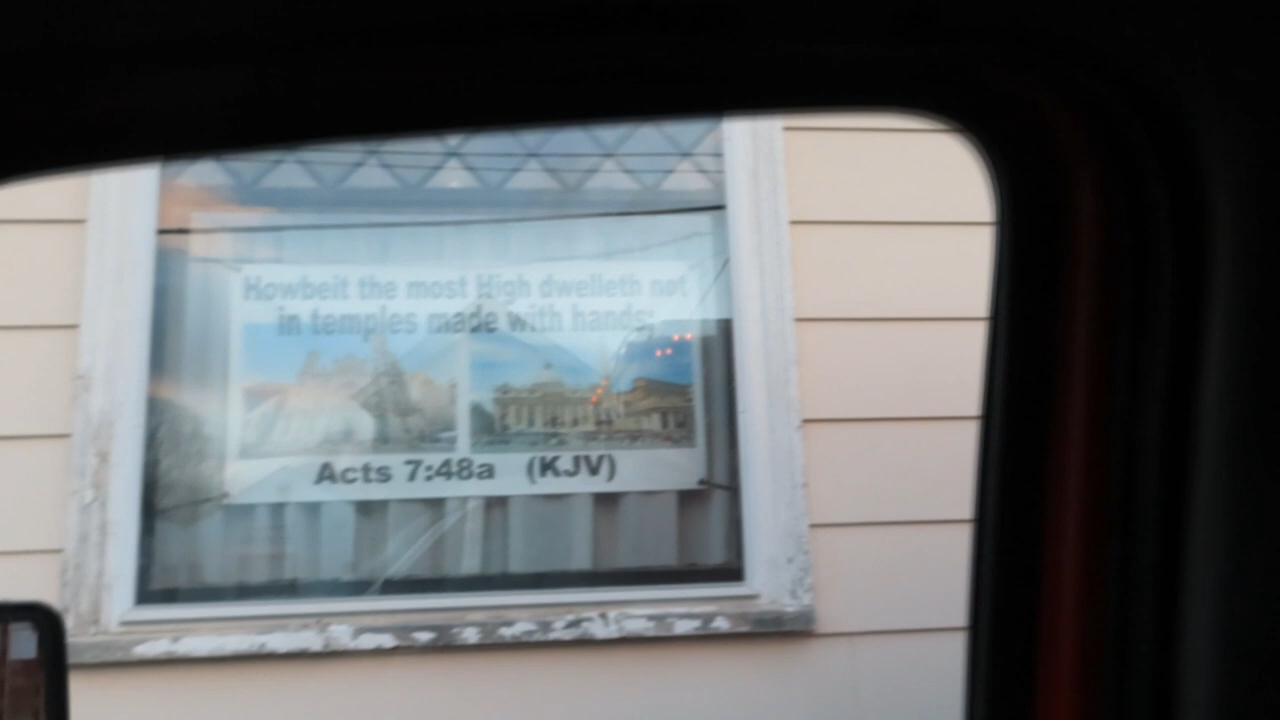 Howbeit the most High dwelleth not
in temples made with hands;
Acts 7:48a (KJV)